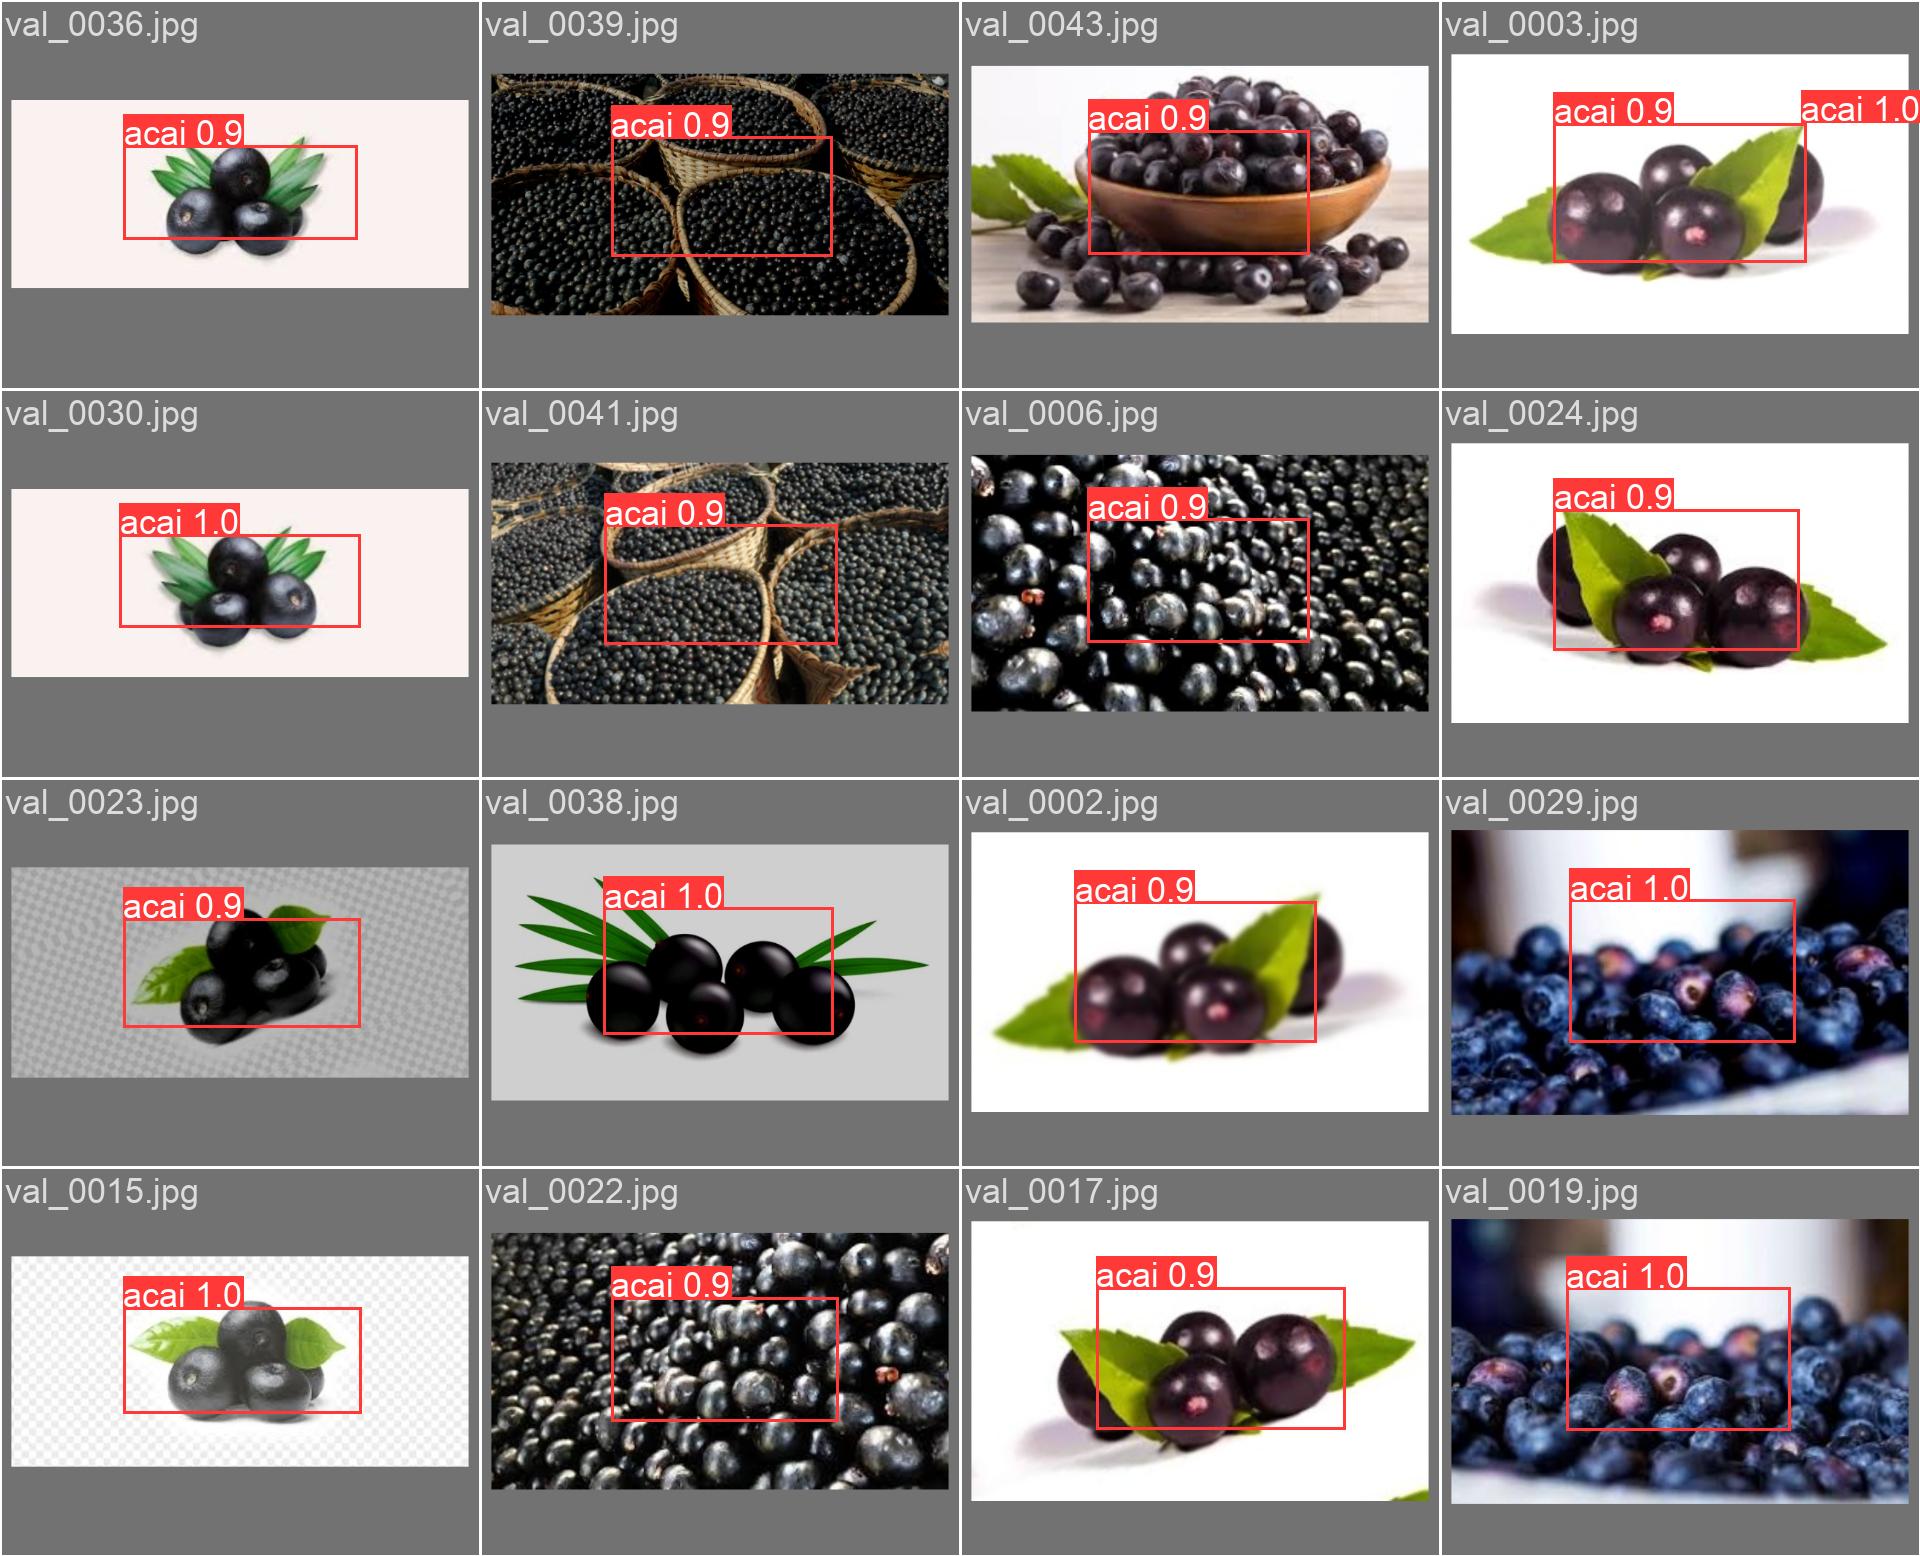 val_0036.jpg
acai 0.9
val_0039.jpg
acai 0.9
val_0043.jpg
acai 0.9
val_0003.jpg
acai 0.9
acai 1.0
val_0030.jpg
acai 1.0
val_0041.jpg
acai 0.9
val_0006.jpg
acai 0.9
val_0024.jpg
acai 0.9
val_0023.jpg
acai 0.9
val_0038.jpg
acai 1.0
val_0002.jpg
acai 0.9
val_0029.jpg
acai 1.0
val_0015.jpg
acai 1.0
val_0022.jpg
acai 0.9
val_0017.jpg
acai 0.9
val_0019.jpg
acai 1.0